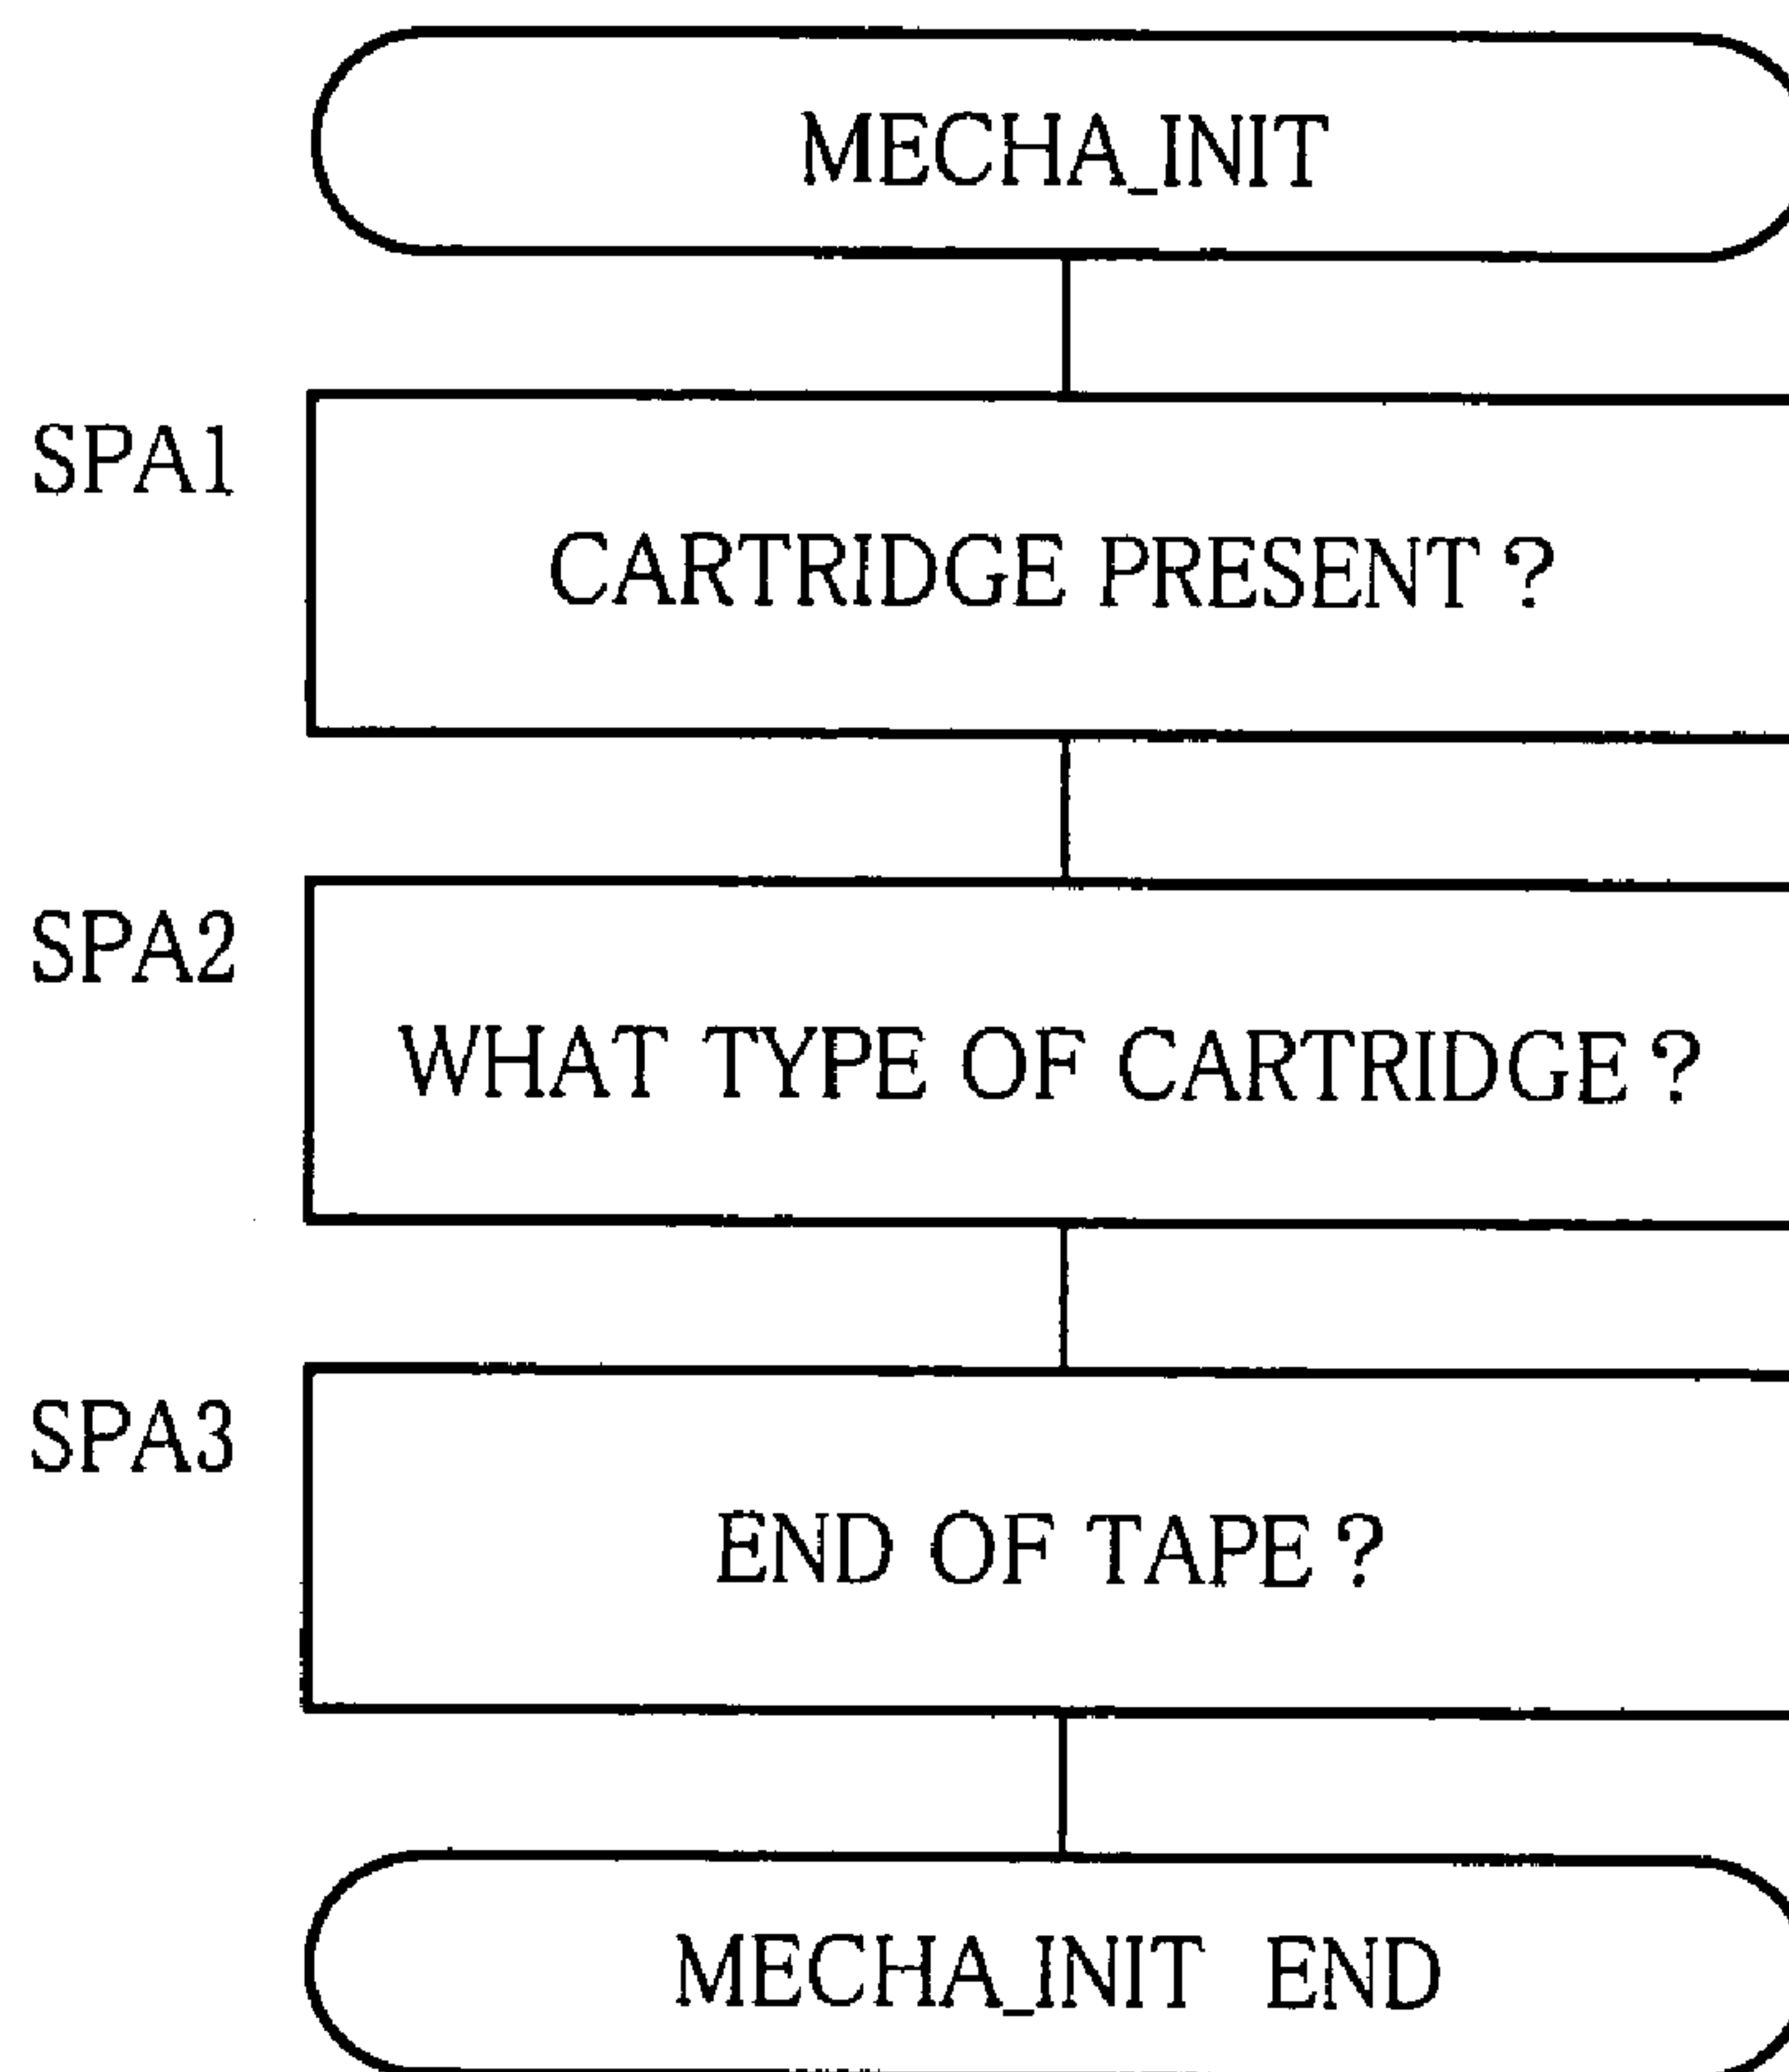 MECHA_INIT
SPA1
CARTRIDGE PRESENT ?
SPA2
WHAT TYPE OF CARTRIDGE ?
SPA3
END OF TAPE ?
MECHA_INIT END